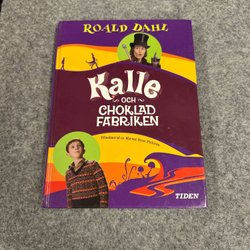 ROALD DAHL
Kalle
OCH
CHOKLAD
FABRIKEN
TIDEN